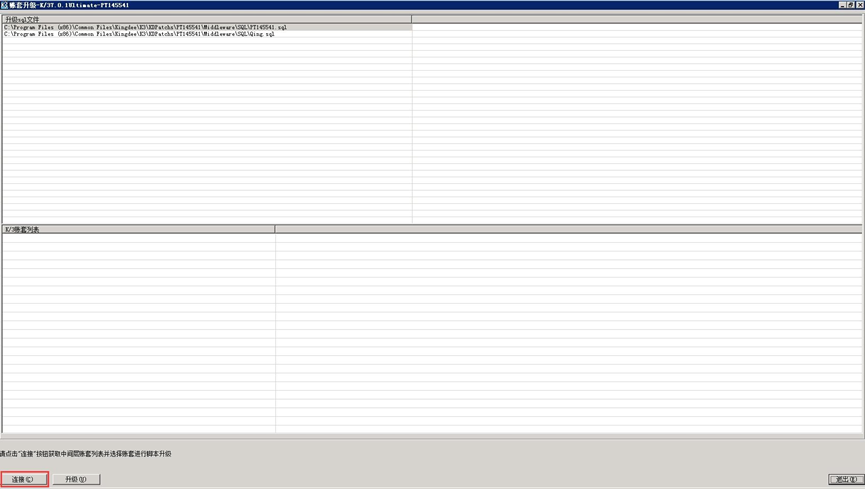 账套升级-K/3 7.0.1Ultimate-PT145541
升级sql文件
C:\Program Files (x86)\Common Files\Kingdee\K3\KDPatchs\PT145541\Middleware\SQL\PT145541.sql
C:\Program Files (x86)\Common Files\Kingdee\K3\KDPatchs\PT145541\Middleware\SQL\Qing.sql
K/3账套列表
请点击"连接"按钮获取中间层账套列表并选择账套进行脚本升级
连接(C)
升级(U)
退出(E)